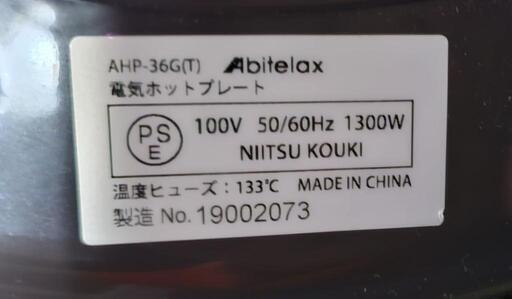 AHP-36G(T) Abitelax
電気ホットプレート
PS
E
100V 50/60Hz 1300W
NIITSU KOUKI
温度ヒューズ：133℃ MADE IN CHINA
製造 No. 19002073